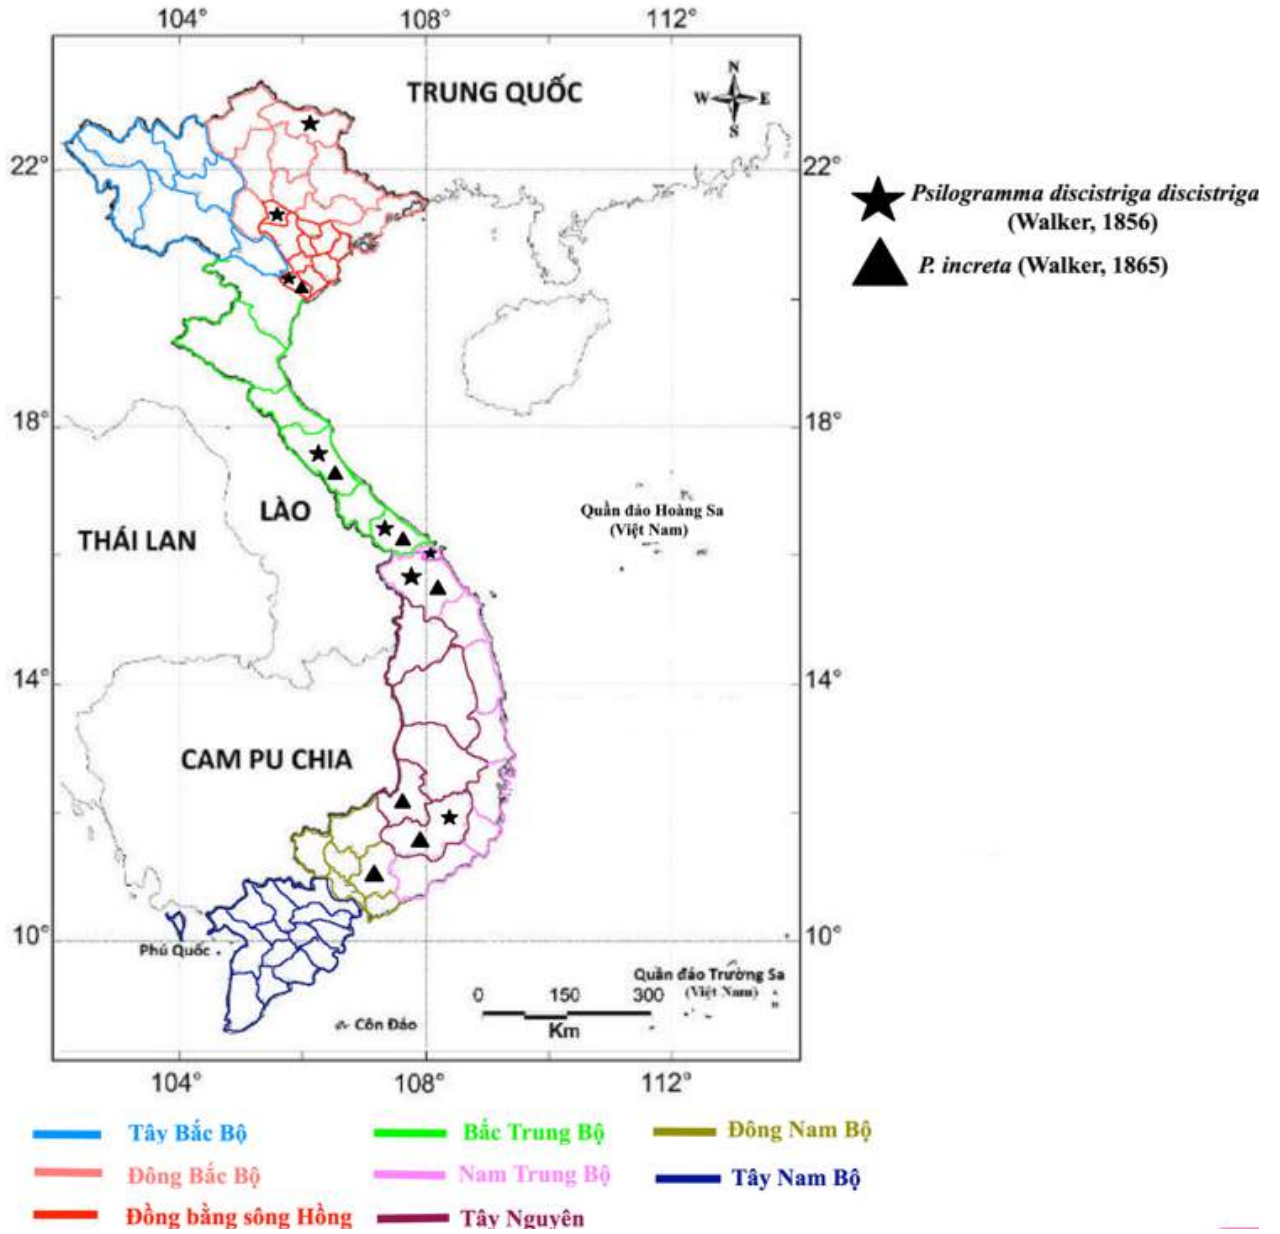 104° 108° 112°
TRUNG QUỐC
N
W E
S
22° 22°
Psilogramma discistriga discistriga
(Walker, 1856)
P. increta (Walker, 1865)
18° 18°
LÀO
THÁI LAN
Quần đảo Hoàng Sa
(Việt Nam)
14° 14°
CAM PU CHIA
10° 10°
Phú Quốc
Quần đảo Trường Sa
(Việt Nam)
0 150 300
Km
Côn Đảo
104° 108° 112°
Tây Bắc Bộ
Bắc Trung Bộ
Đông Nam Bộ
Đông Bắc Bộ
Nam Trung Bộ
Tây Nam Bộ
Đồng bằng sông Hồng
Tây Nguyên